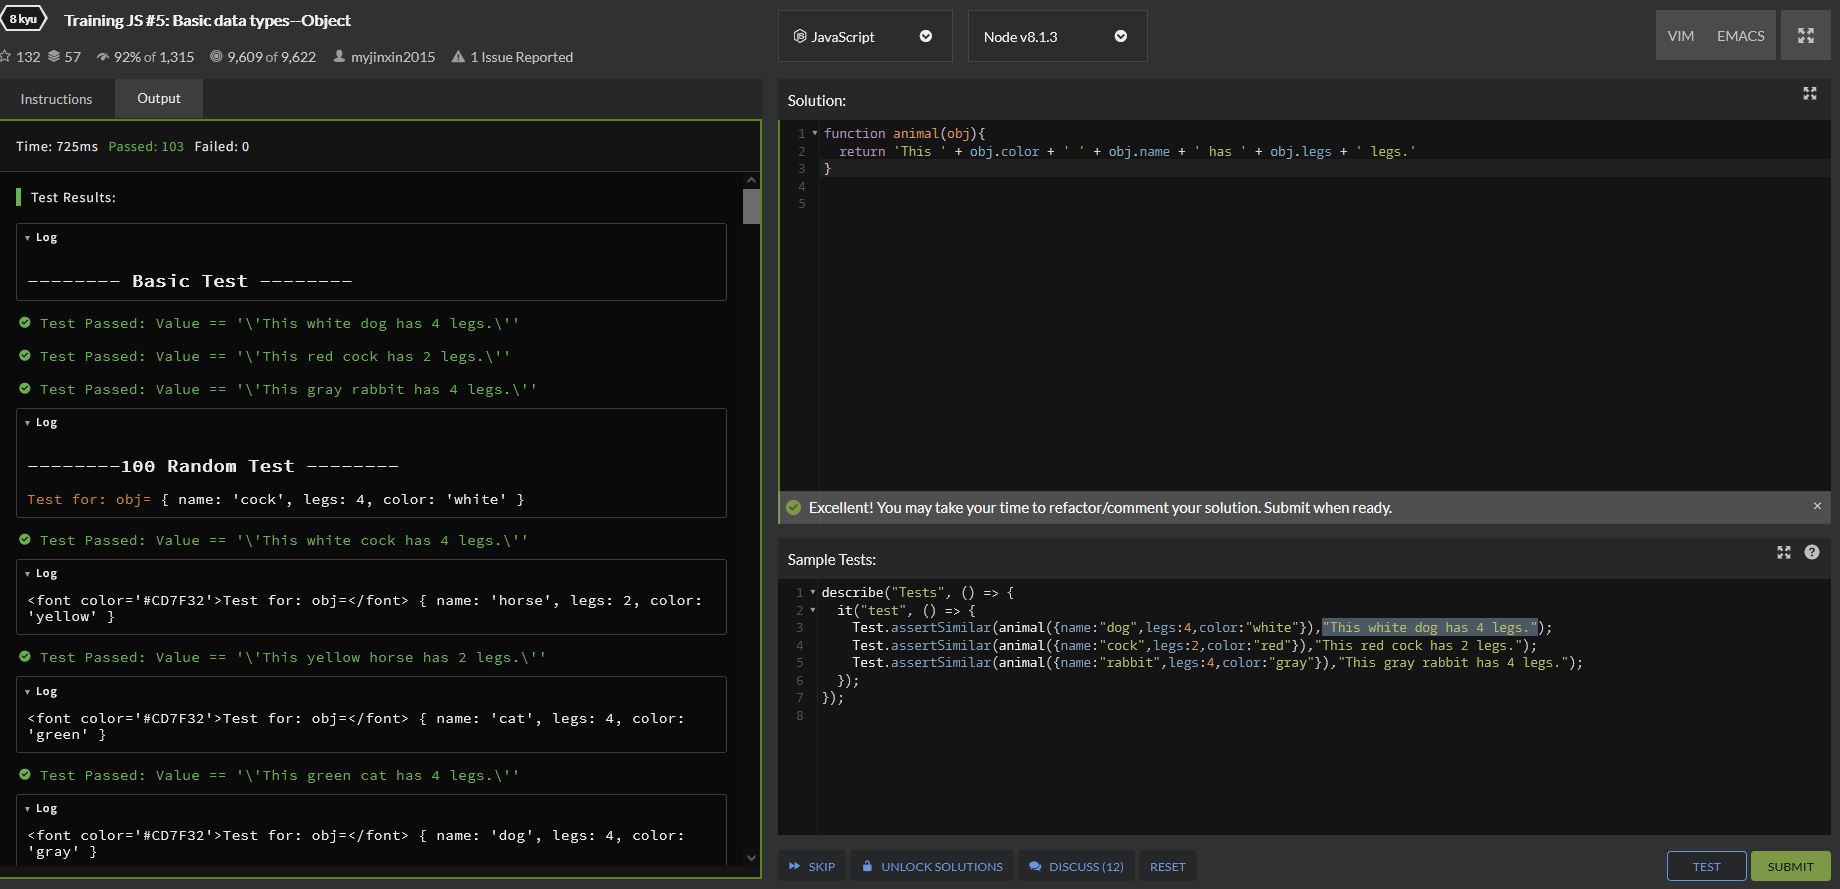 8 kyu
Training JS #5: Basic data types--Object
132 57 92% of 1,315 9,609 of 9,622 myjinxin2015 1 Issue Reported
Instructions Output
Time: 725ms Passed: 103 Failed: 0
Test Results:
Log
-------- Basic Test --------
Test Passed: Value == '\'This white dog has 4 legs.\''
Test Passed: Value == '\'This red cock has 2 legs.\''
Test Passed: Value == '\'This gray rabbit has 4 legs.\''
Log
--------100 Random Test --------
Test for: obj= { name: 'cock', legs: 4, color: 'white' }
Test Passed: Value == '\'This white cock has 4 legs.\''
Log
<font color='#CD7F32'>Test for: obj=</font> { name: 'horse', legs: 2, color:
'yellow' }
Test Passed: Value == '\'This yellow horse has 2 legs.\''
Log
<font color='#CD7F32'>Test for: obj=</font> { name: 'cat', legs: 4, color:
'green' }
Test Passed: Value == '\'This green cat has 4 legs.\''
Log
<font color='#CD7F32'>Test for: obj=</font> { name: 'dog', legs: 4, color:
'gray' }
JavaScript
Node v8.1.3
VIM EMACS
Solution:
1 function animal(obj){
2 return 'This ' + obj.color + ' ' + obj.name + ' has ' + obj.legs + ' legs.'
3 }
4
5
Excellent! You may take your time to refactor/comment your solution. Submit when ready. ×
Sample Tests:
?
1 describe("Tests", () => {
2 it("test", () => {
3 Test.assertSimilar(animal({name:"dog",legs:4,color:"white"}),"This white dog has 4 legs.");
4 Test.assertSimilar(animal({name:"cock",legs:2,color:"red"}),"This red cock has 2 legs.");
5 Test.assertSimilar(animal({name:"rabbit",legs:4,color:"gray"}),"This gray rabbit has 4 legs.");
6 });
7 });
8
SKIP UNLOCK SOLUTIONS DISCUSS (12) RESET TEST SUBMIT